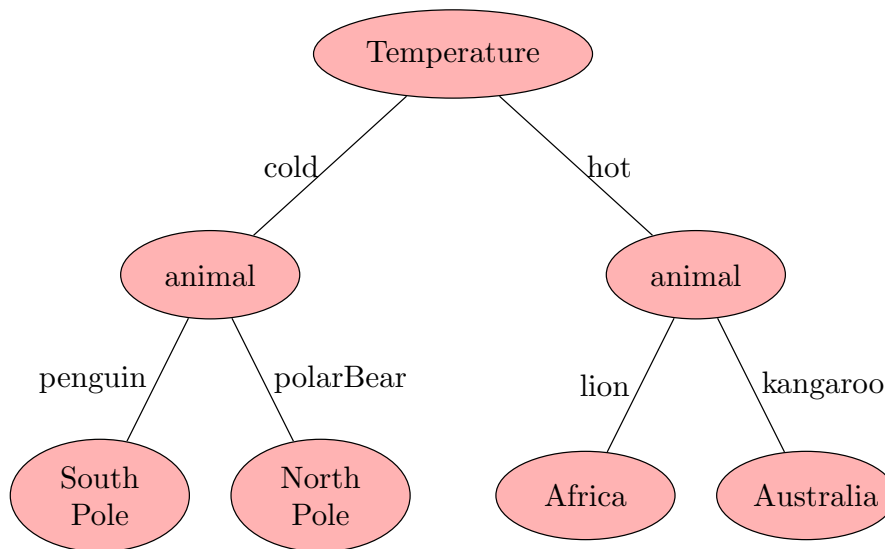 Temperature
cold
hot
animal
animal
penguin
polarBear
lion
kangaroo
South
Pole
North
Pole
Africa
Australia